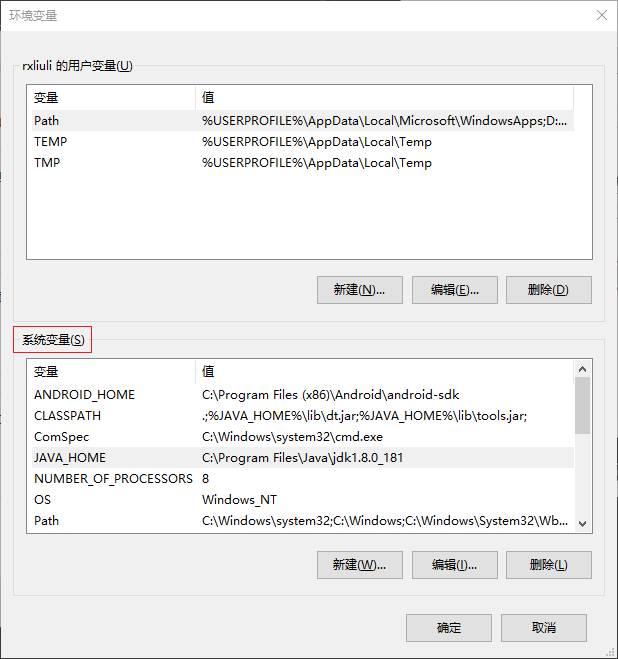 环境变量
rxliuli 的用户变量(U)
变量 值
Path %USERPROFILE%\AppData\Local\Microsoft\WindowsApps;D:...
TEMP %USERPROFILE%\AppData\Local\Temp
TMP %USERPROFILE%\AppData\Local\Temp
新建(N)... 编辑(E)... 删除(D)
系统变量(S)
变量 值
ANDROID_HOME C:\Program Files (x86)\Android\android-sdk
CLASSPATH .;%JAVA_HOME%\lib\dt.jar;%JAVA_HOME%\lib\tools.jar;
ComSpec C:\Windows\system32\cmd.exe
JAVA_HOME C:\Program Files\Java\jdk1.8.0_181
NUMBER_OF_PROCESSORS 8
OS Windows_NT
Path C:\Windows\system32;C:\Windows;C:\Windows\System32\Wb...
新建(W)... 编辑(I)... 删除(L)
确定 取消